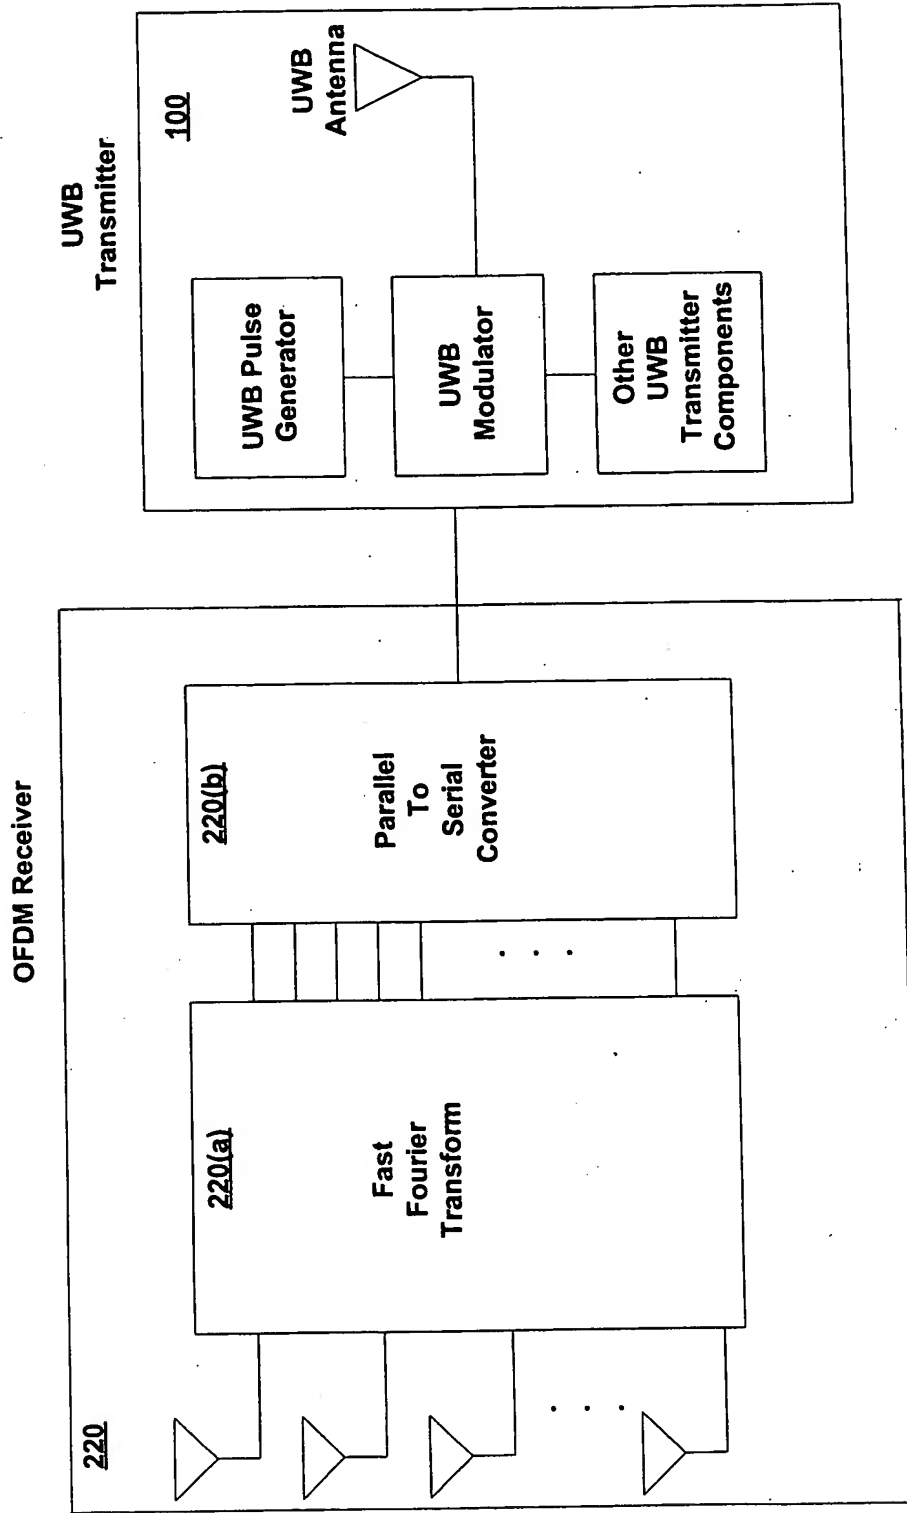 OFDM Receiver
220
220(a)
Fast
Fourier
Transform
220(b)
Parallel
To
Serial
Converter
UWB
Transmitter
100
UWB Pulse
Generator
UWB
Modulator
Other
UWB
Transmitter
Components
UWB
Antenna